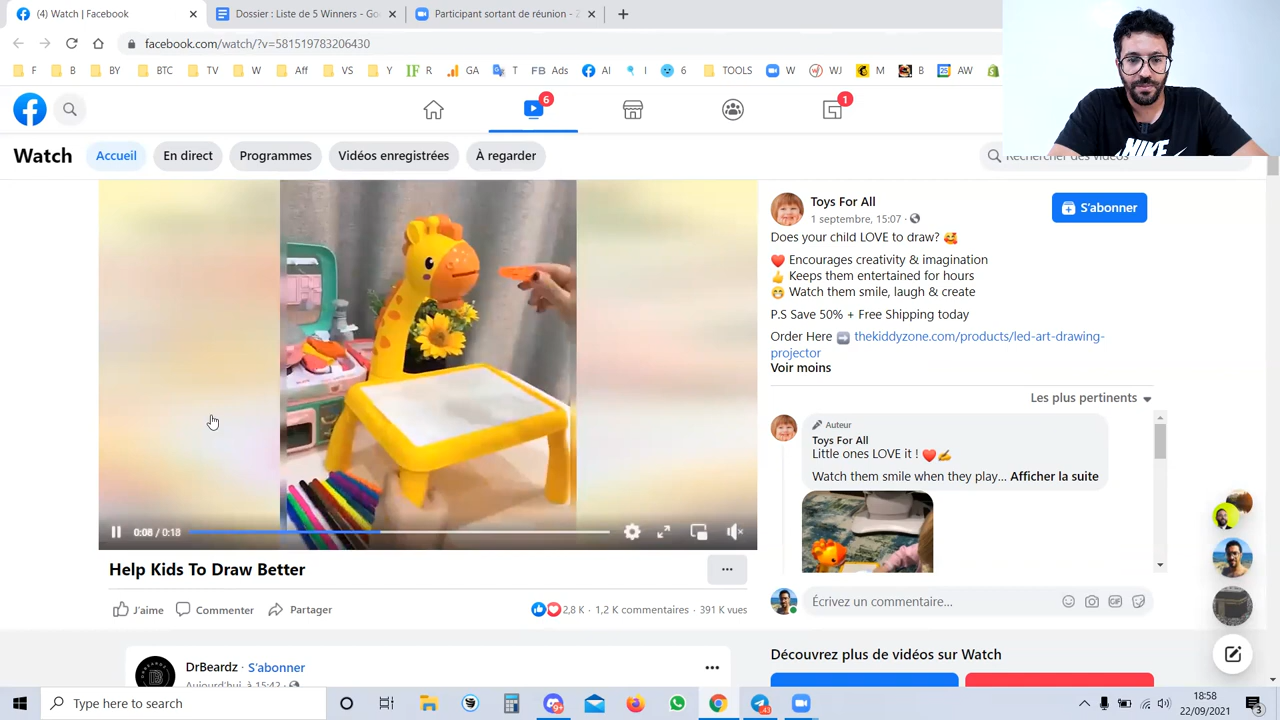 (4) Watch | Facebook
Dossier : Liste de 5 Winners - Go
Participant sortant de réunion - Z
facebook.com/watch/?v=581519783206430
F B BY BTC TV W Aff VS Y R GA T FB Ads AI I 6 TOOLS W WJ M B AW
6
1
NIKE
Watch
Accueil
En direct
Programmes
Vidéos enregistrées
À regarder
Rechercher des vidéos
Toys For All
1 septembre, 15:07 ·
S'abonner
Does your child LOVE to draw?
Encourages creativity & imagination
Keeps them entertained for hours
Watch them smile, laugh & create
P.S Save 50% + Free Shipping today
Order Here thekiddyzone.com/products/led-art-drawing-
projector
Voir moins
Les plus pertinents
Auteur
Toys For All
Little ones LOVE it !
Watch them smile when they play... Afficher la suite
0:08 / 0:18
Help Kids To Draw Better
...
J'aime
Commenter
Partager
2,8 K · 1,2 K commentaires · 391 K vues
Écrivez un commentaire...
GIF
DrBeardz · S'abonner
Aujourd'hui, à 15:42 ·
Découvrez plus de vidéos sur Watch
Type here to search
18:58
22/09/2021
3